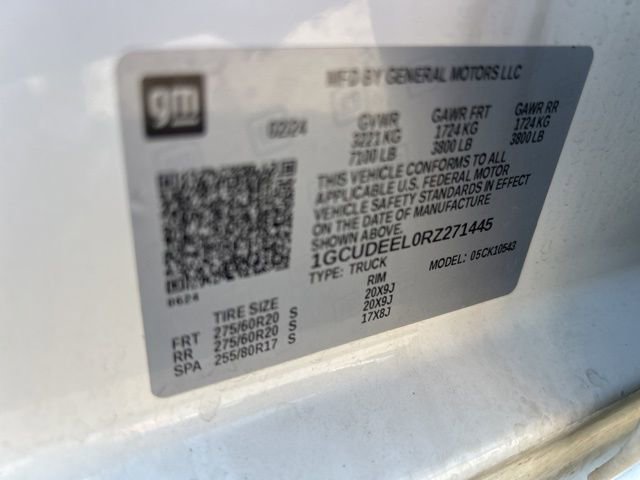 gm
MFD BY GENERAL MOTORS LLC
02/24
GVWR GAWR FRT GAWR RR
3221 KG 1724 KG 1724 KG
7100 LB 3800 LB 3800 LB
THIS VEHICLE CONFORMS TO ALL
APPLICABLE U.S. FEDERAL MOTOR
VEHICLE SAFETY STANDARDS IN EFFECT
ON THE DATE OF MANUFACTURE
SHOWN ABOVE.
1GCUDEEL0RZ271445
TYPE: TRUCK MODEL: 05CK10543
B624
TIRE SIZE RIM
FRT 275/60R20 S 20X9J
RR 275/60R20 S 20X9J
SPA 255/80R17 S 17X8J